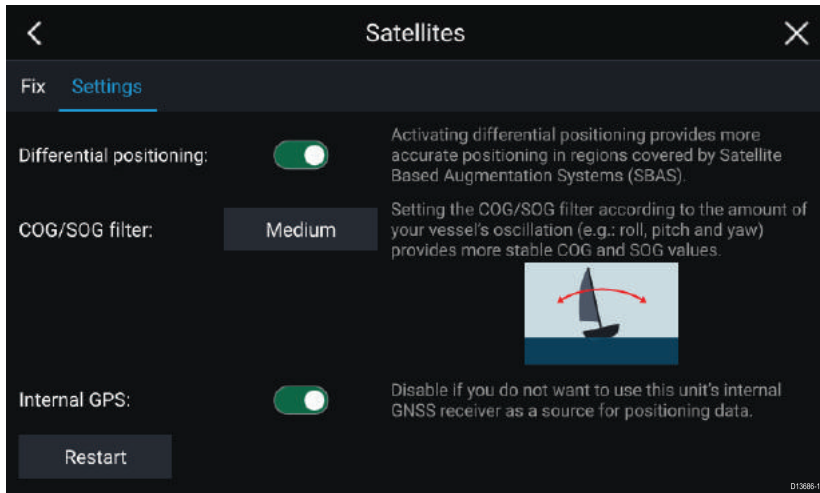 Satellites
Fix Settings
Differential positioning:
Activating differential positioning provides more
accurate positioning in regions covered by Satellite
Based Augmentation Systems (SBAS).
COG/SOG filter:
Medium
Setting the COG/SOG filter according to the amount of
your vessel's oscillation (e.g.: roll, pitch and yaw)
provides more stable COG and SOG values.
Internal GPS:
Disable if you do not want to use this unit's internal
GNSS receiver as a source for positioning data.
Restart
D13686-1